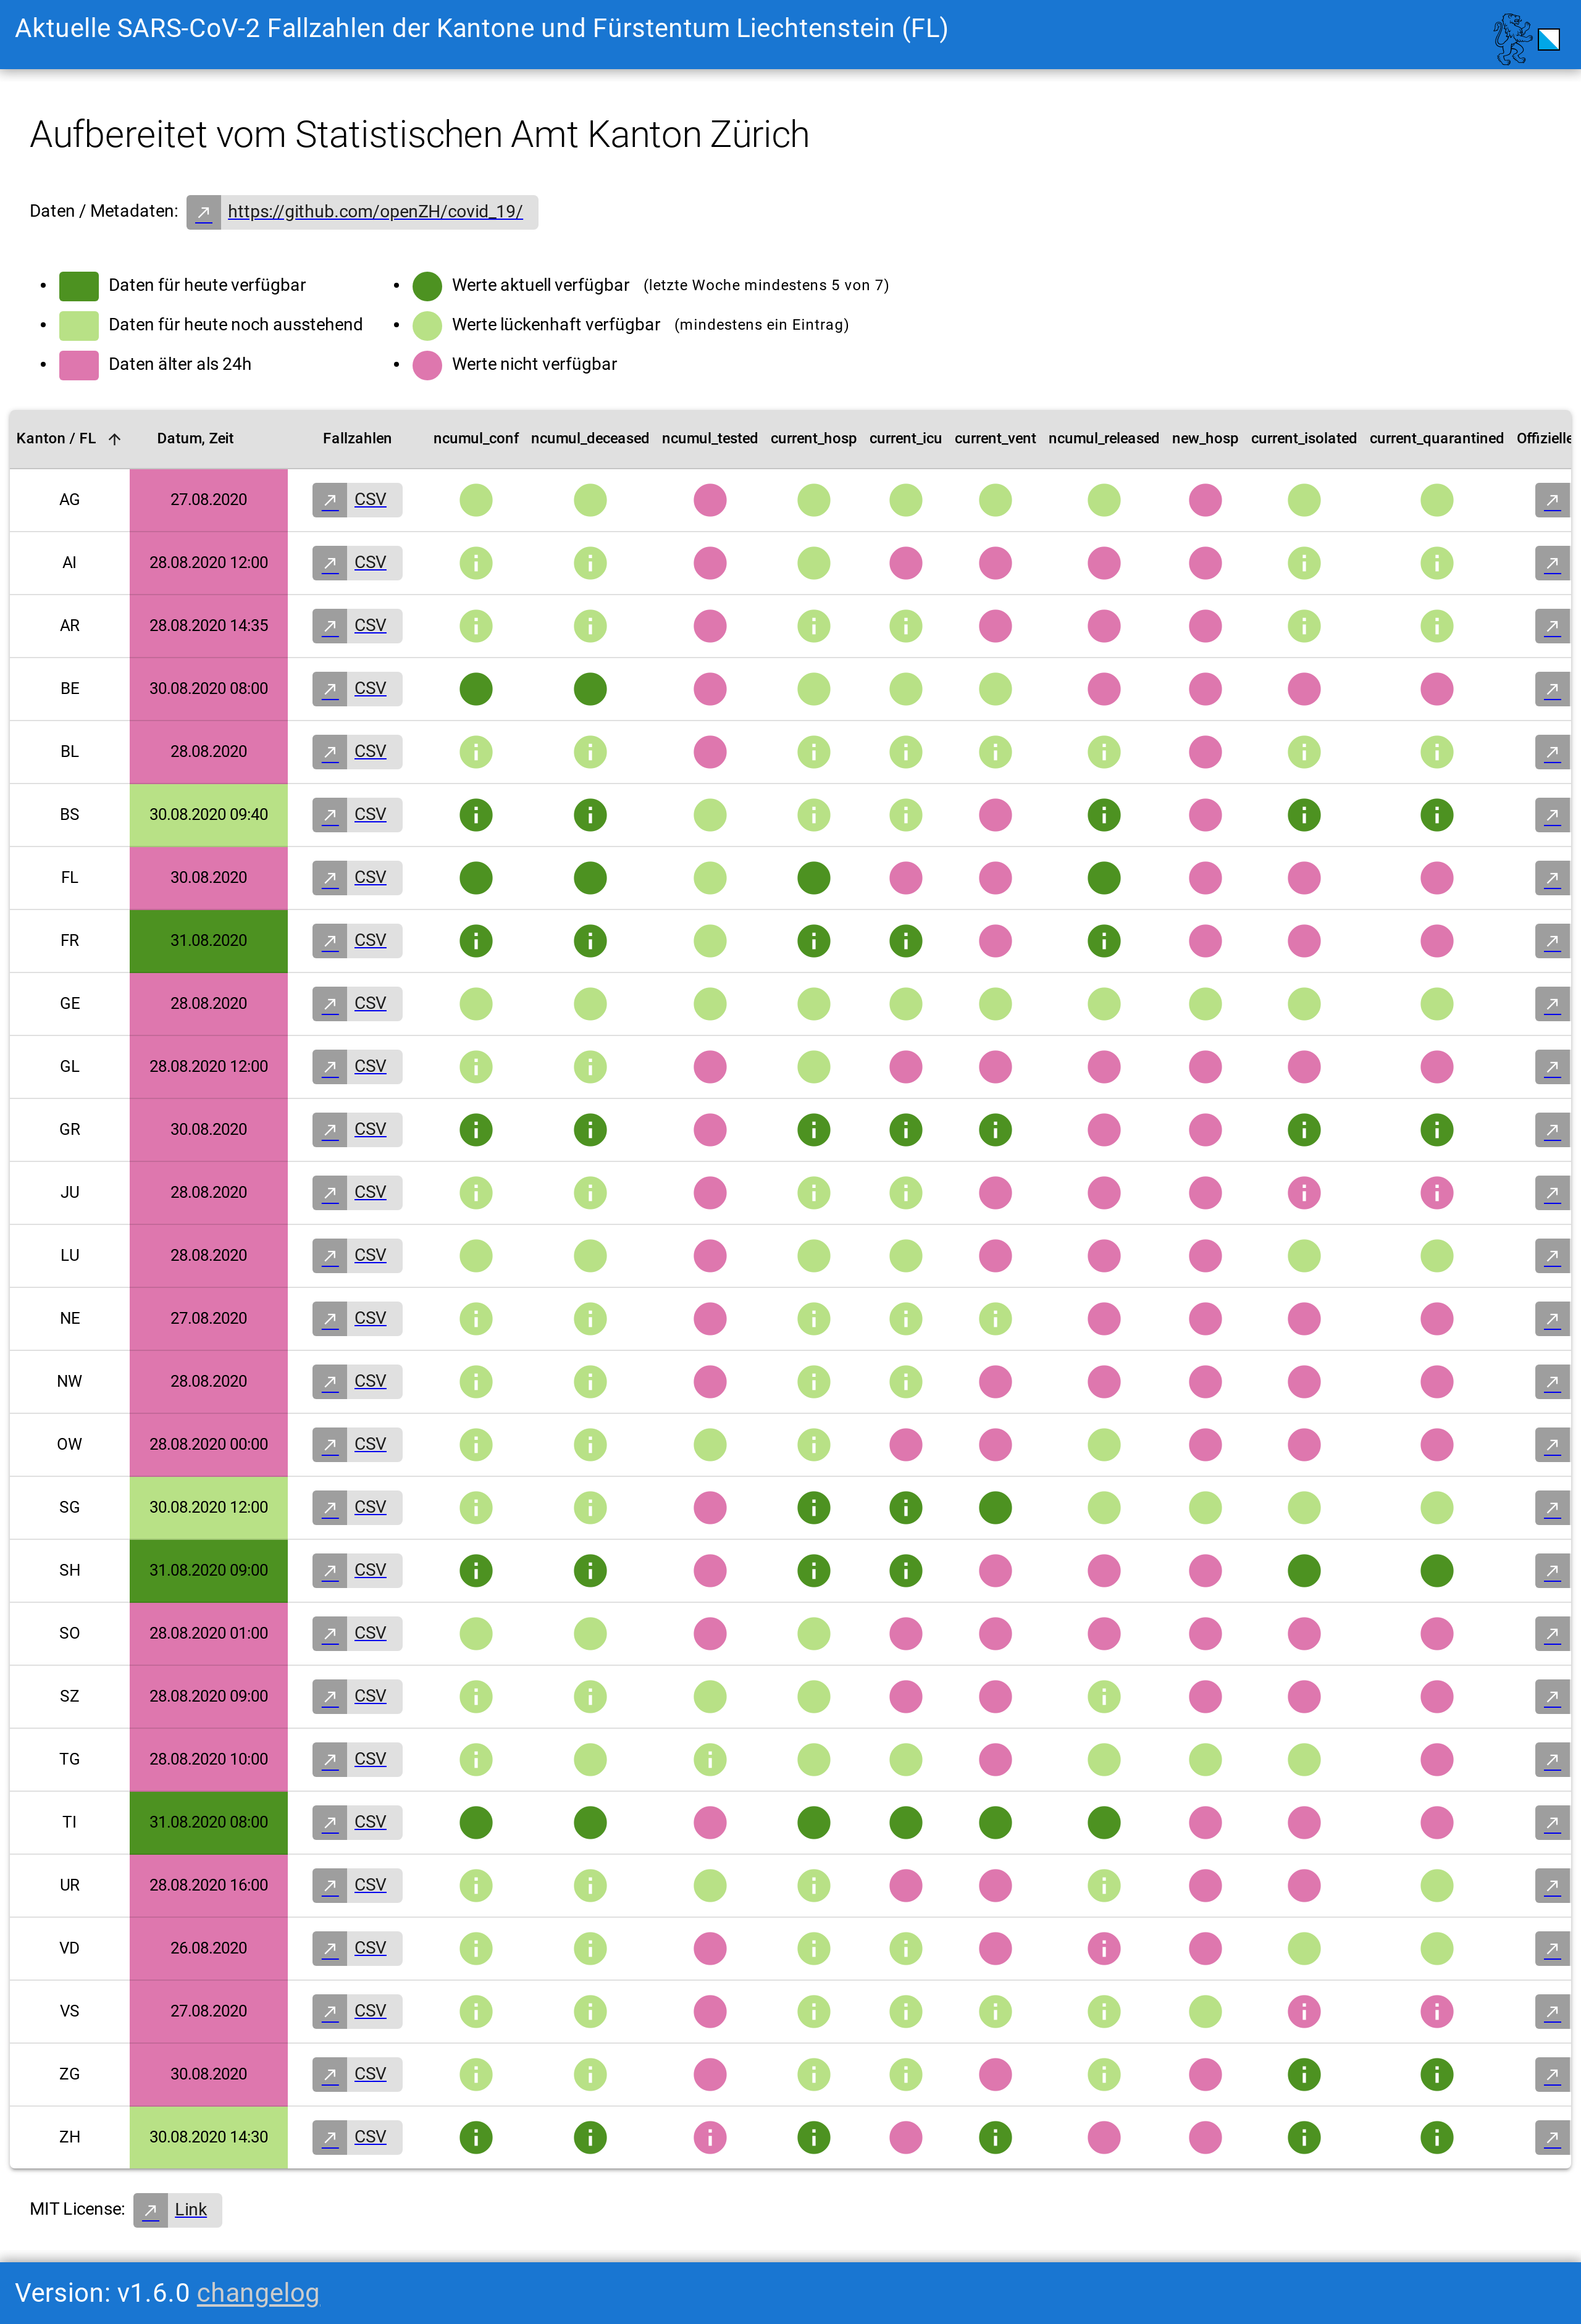 Aktuelle SARS-CoV-2 Fallzahlen der Kantone und Fürstentum Liechtenstein (FL)
Aufbereitet vom Statistischen Amt Kanton Zürich
Daten / Metadaten: https://github.com/openZH/covid_19/
Daten für heute verfügbar
Daten für heute noch ausstehend
Daten älter als 24h
Werte aktuell verfügbar (letzte Woche mindestens 5 von 7)
Werte lückenhaft verfügbar (mindestens ein Eintrag)
Werte nicht verfügbar
Kanton / FL Datum, Zeit Fallzahlen ncumul_conf ncumul_deceased ncumul_tested current_hosp current_icu current_vent ncumul_released new_hosp current_isolated current_quarantined Offizielle
AG 27.08.2020 CSV
AI 28.08.2020 12:00 CSV
AR 28.08.2020 14:35 CSV
BE 30.08.2020 08:00 CSV
BL 28.08.2020 CSV
BS 30.08.2020 09:40 CSV
FL 30.08.2020 CSV
FR 31.08.2020 CSV
GE 28.08.2020 CSV
GL 28.08.2020 12:00 CSV
GR 30.08.2020 CSV
JU 28.08.2020 CSV
LU 28.08.2020 CSV
NE 27.08.2020 CSV
NW 28.08.2020 CSV
OW 28.08.2020 00:00 CSV
SG 30.08.2020 12:00 CSV
SH 31.08.2020 09:00 CSV
SO 28.08.2020 01:00 CSV
SZ 28.08.2020 09:00 CSV
TG 28.08.2020 10:00 CSV
TI 31.08.2020 08:00 CSV
UR 28.08.2020 16:00 CSV
VD 26.08.2020 CSV
VS 27.08.2020 CSV
ZG 30.08.2020 CSV
ZH 30.08.2020 14:30 CSV
MIT License: Link
Version: v1.6.0 changelog